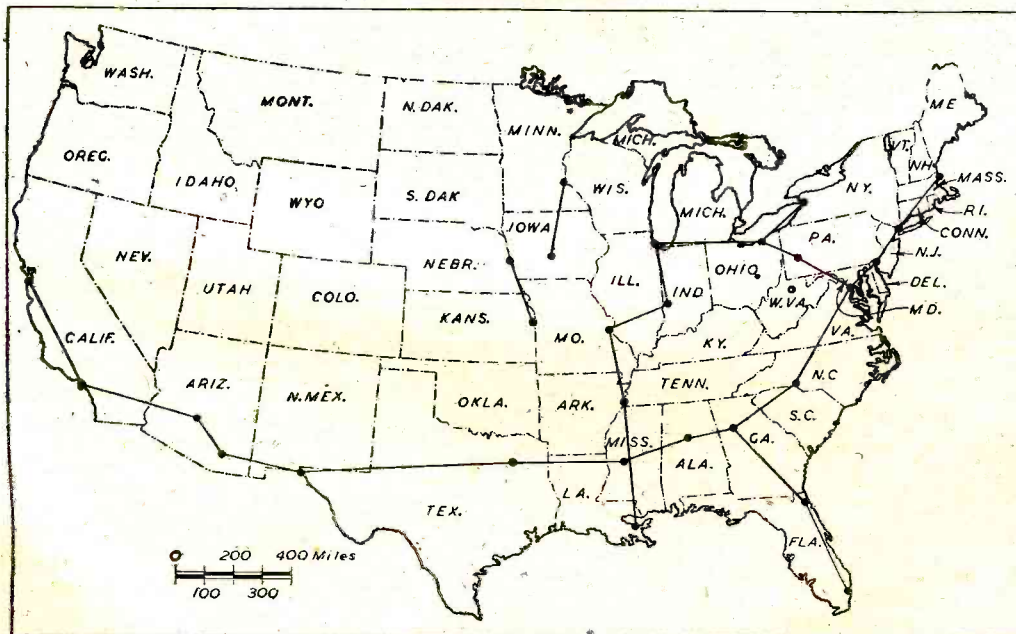 WASH.
MONT.
N. DAK.
MINN.
MICH.
ME
OREG.
IDAHO
WYO
S. DAK
WIS.
MICH.
VT.
NH
N.Y.
MASS.
R I.
CONN.
NEV.
UTAH
COLO.
NEBR.
IOWA
ILL.
IND
OHIO
PA.
N.J.
DEL.
MD.
CALIF.
KANS.
MO.
KY.
W.VA.
VA.
ARIZ.
N.MEX.
OKLA.
ARK.
TENN.
N.C
S.C.
MISS.
ALA.
GA.
TEX.
LA.
FLA.
0 200 400 Miles
100 300